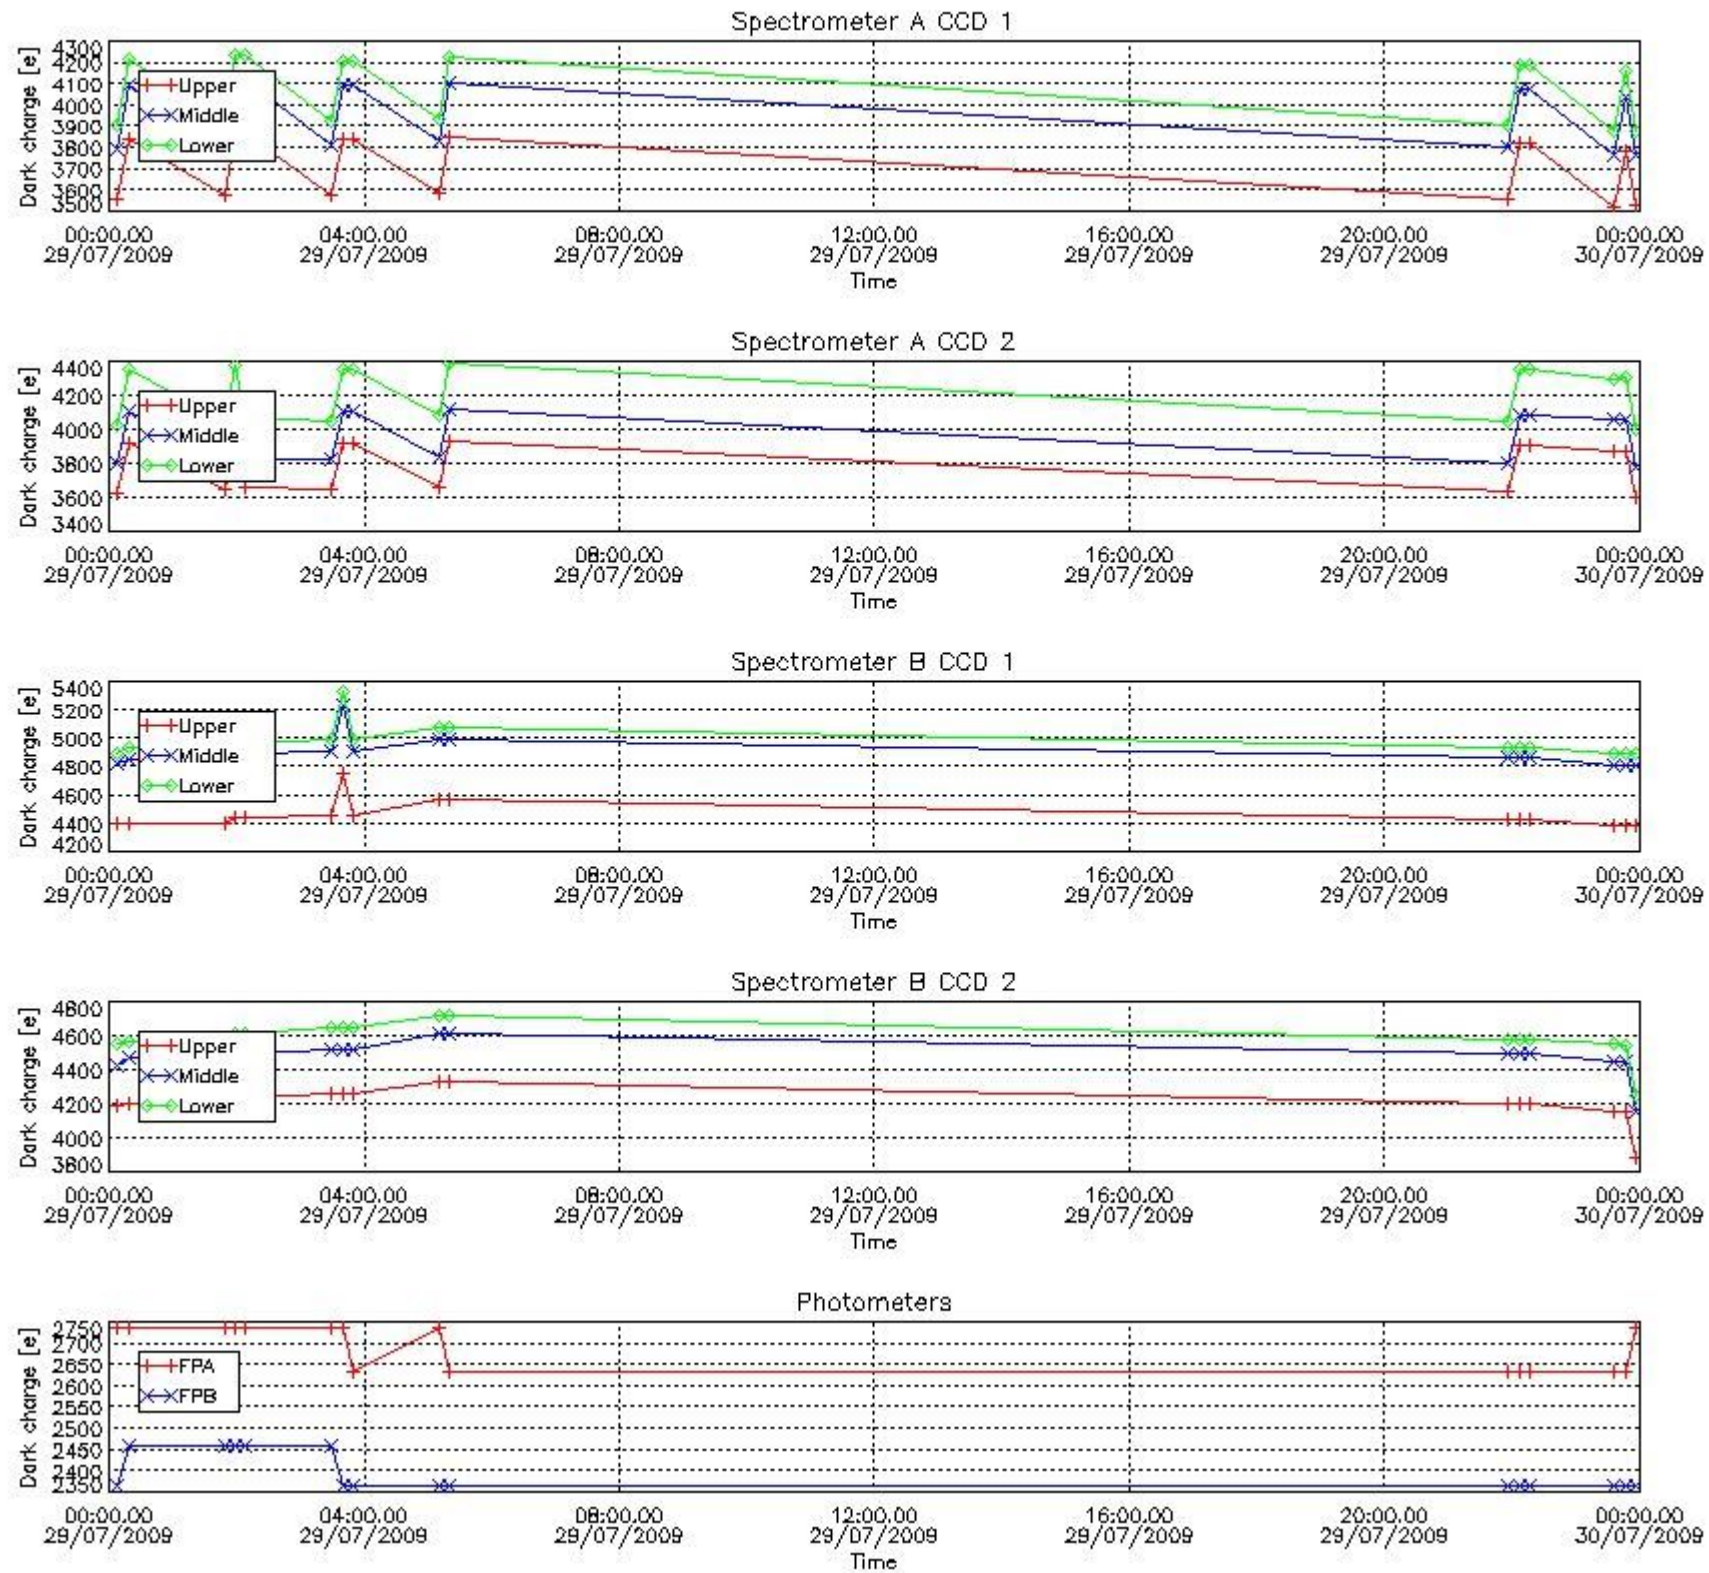 Spectrometer A CCD 1
Dark charge [e]
4300
4200
4100
4000
3900
3800
3700
3600
3500
Upper
Middle
Lower
00:00.00 04:00.00 08:00.00 12:00.00 16:00.00 20:00.00 00:00.00
29/07/2009 29/07/2009 29/07/2009 29/07/2009 29/07/2009 29/07/2009 30/07/2009
Time
Spectrometer A CCD 2
Dark charge [e]
4400
4200
4000
3800
3600
3400
Upper
Middle
Lower
00:00.00 04:00.00 08:00.00 12:00.00 16:00.00 20:00.00 00:00.00
29/07/2009 29/07/2009 29/07/2009 29/07/2009 29/07/2009 29/07/2009 30/07/2009
Time
Spectrometer B CCD 1
Dark charge [e]
5400
5200
5000
4800
4600
4400
4200
Upper
Middle
Lower
00:00.00 04:00.00 08:00.00 12:00.00 16:00.00 20:00.00 00:00.00
29/07/2009 29/07/2009 29/07/2009 29/07/2009 29/07/2009 29/07/2009 30/07/2009
Time
Spectrometer B CCD 2
Dark charge [e]
4800
4600
4400
4200
4000
3800
Upper
Middle
Lower
00:00.00 04:00.00 08:00.00 12:00.00 16:00.00 20:00.00 00:00.00
29/07/2009 29/07/2009 29/07/2009 29/07/2009 29/07/2009 29/07/2009 30/07/2009
Time
Photometers
Dark charge [e]
2750
2700
2650
2600
2550
2500
2450
2400
2350
FPA
FPB
00:00.00 04:00.00 08:00.00 12:00.00 16:00.00 20:00.00 00:00.00
29/07/2009 29/07/2009 29/07/2009 29/07/2009 29/07/2009 29/07/2009 30/07/2009
Time